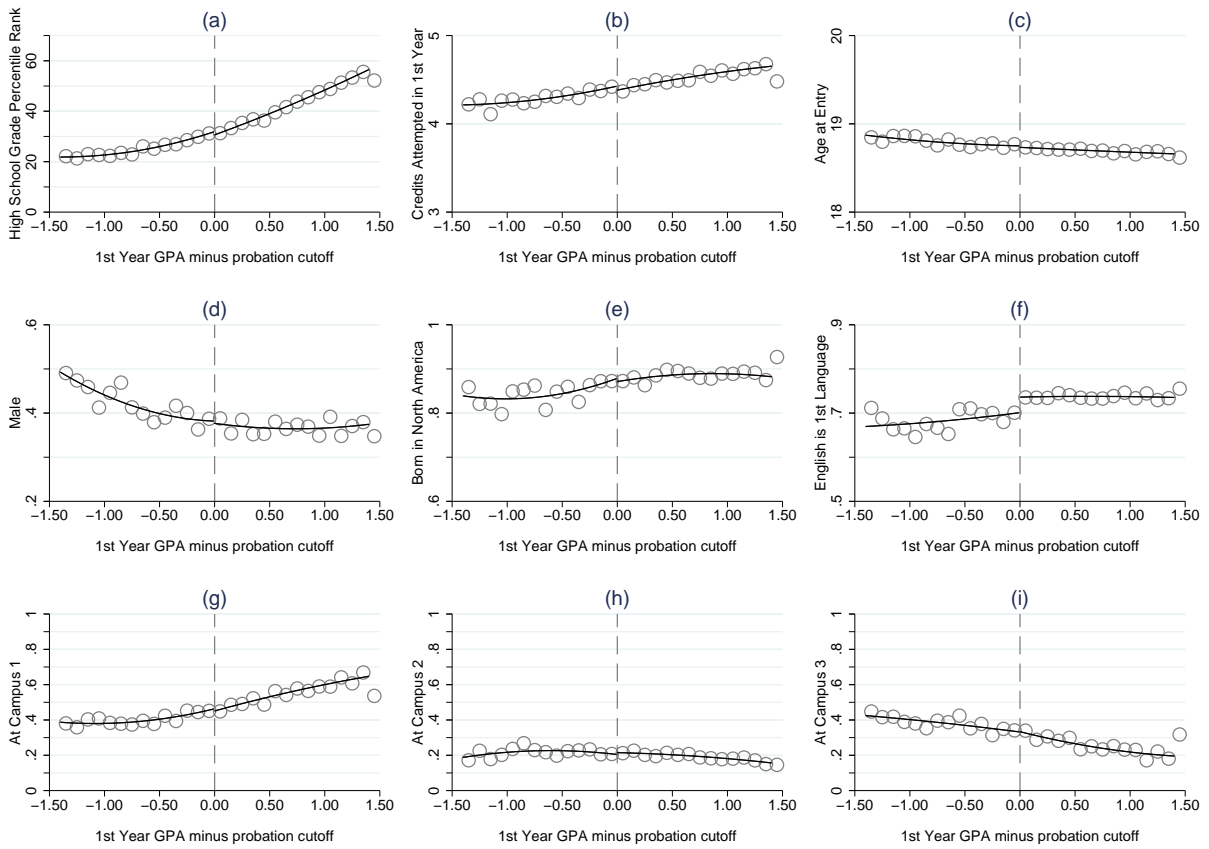 (a)
High School Grade Percentile Rank
60
40
20
0
−1.50 −1.00 −0.50 0.00 0.50 1.00 1.50
1st Year GPA minus probation cutoff
(b)
Credits Attempted in 1st Year
5
4
3
−1.50 −1.00 −0.50 0.00 0.50 1.00 1.50
1st Year GPA minus probation cutoff
(c)
Age at Entry
20
19
18
−1.50 −1.00 −0.50 0.00 0.50 1.00 1.50
1st Year GPA minus probation cutoff
(d)
Male
.6
.4
.2
−1.50 −1.00 −0.50 0.00 0.50 1.00 1.50
1st Year GPA minus probation cutoff
(e)
Born in North America
1
.8
.6
−1.50 −1.00 −0.50 0.00 0.50 1.00 1.50
1st Year GPA minus probation cutoff
(f)
English is 1st Language
.9
.7
.5
−1.50 −1.00 −0.50 0.00 0.50 1.00 1.50
1st Year GPA minus probation cutoff
(g)
At Campus 1
1
.8
.6
.4
.2
0
−1.50 −1.00 −0.50 0.00 0.50 1.00 1.50
1st Year GPA minus probation cutoff
(h)
At Campus 2
1
.8
.6
.4
.2
0
−1.50 −1.00 −0.50 0.00 0.50 1.00 1.50
1st Year GPA minus probation cutoff
(i)
At Campus 3
1
.8
.6
.4
.2
0
−1.50 −1.00 −0.50 0.00 0.50 1.00 1.50
1st Year GPA minus probation cutoff